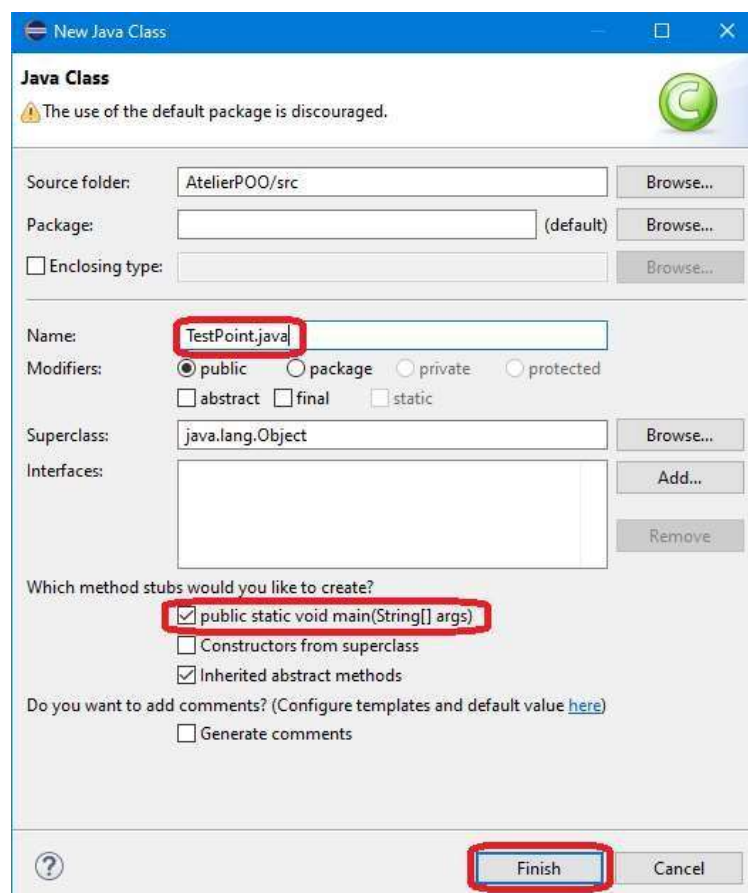 New Java Class
Java Class
The use of the default package is discouraged.
Source folder: AtelierPOO/src Browse...
Package: (default) Browse...
Enclosing type: Browse...
Name: TestPoint.java
Modifiers: public package private protected
abstract final static
Superclass: java.lang.Object Browse...
Interfaces: Add...
Remove
Which method stubs would you like to create?
public static void main(String[] args)
Constructors from superclass
Inherited abstract methods
Do you want to add comments? (Configure templates and default value here)
Generate comments
? Finish Cancel